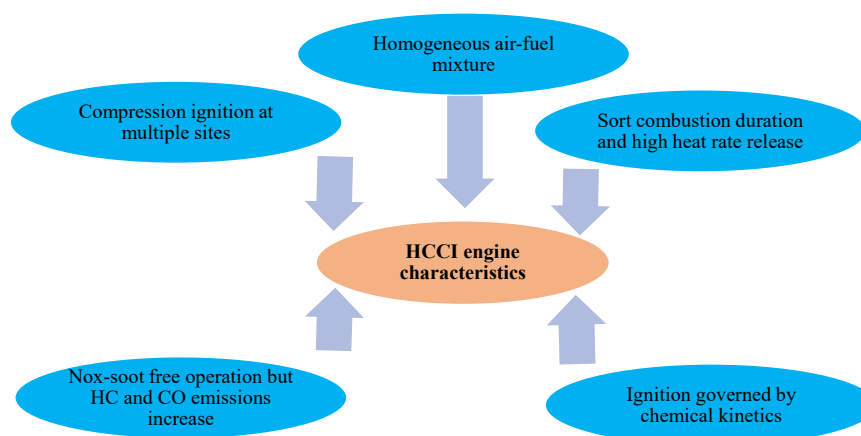 Homogeneous air-fuel
mixture
Compression ignition at
multiple sites
Sort combustion duration
and high heat rate release
HCCI engine
characteristics
Nox-soot free operation but
HC and CO emissions
increase
Ignition governed by
chemical kinetics